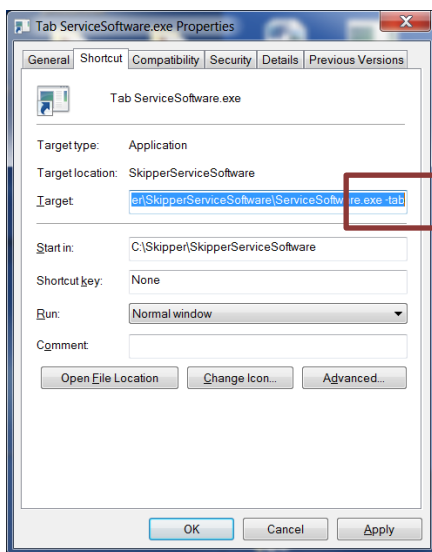 Tab ServiceSoftware.exe Properties
General Shortcut Compatibility Security Details Previous Versions
Tab ServiceSoftware.exe
Target type: Application
Target location: SkipperServiceSoftware
Target: er\SkipperServiceSoftware\ServiceSoftware.exe -tab
Start in: C:\Skipper\SkipperServiceSoftware
Shortcut key: None
Run: Normal window
Comment:
Open File Location Change Icon... Advanced...
OK Cancel Apply